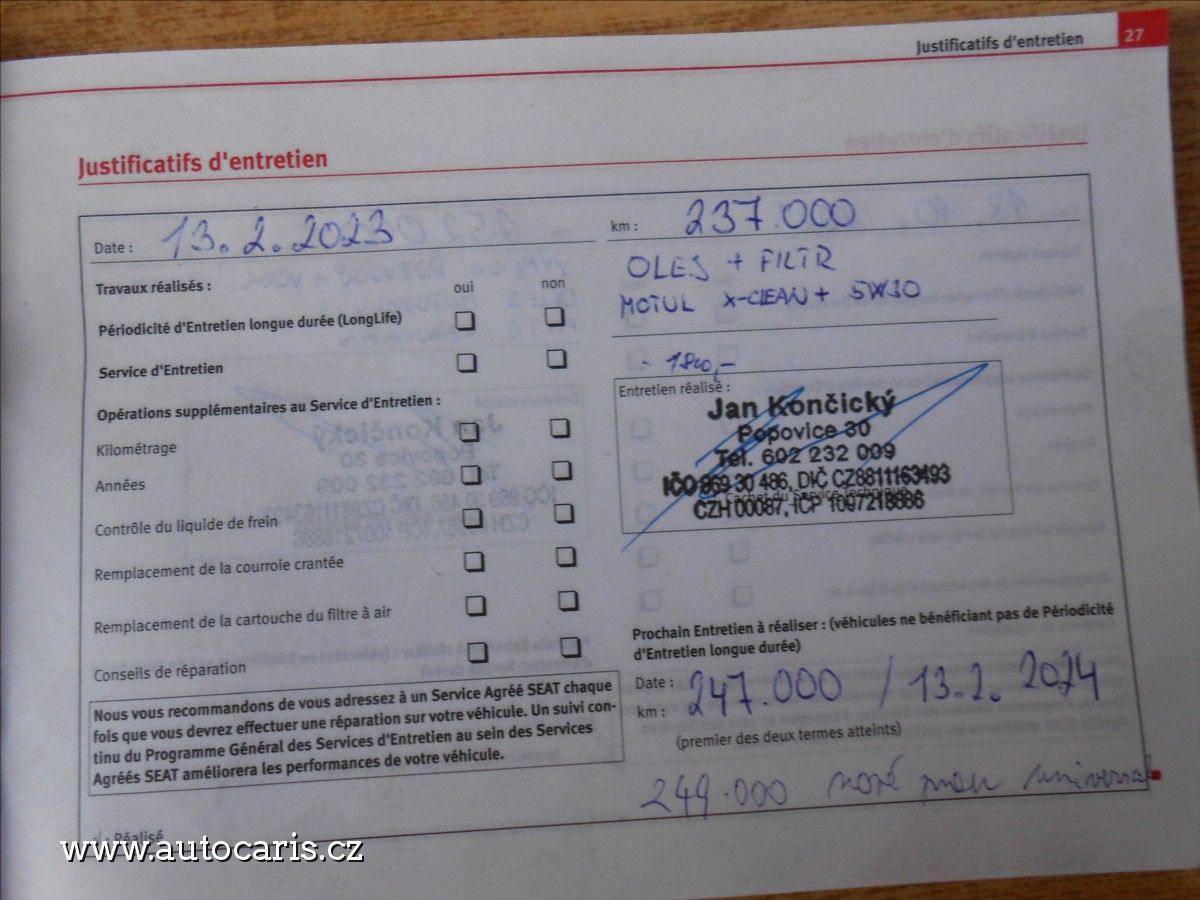 Justificatifs d'entretien 27
Justificatifs d'entretien
Date : 13.2.2023
km : 237.000
Travaux réalisés : oui non
OLEJ + FILTR
MOTUL X-CLEAN + 5W30
Périodicité d'Entretien longue durée (LongLife)
Service d'Entretien
Opérations supplémentaires au Service d'Entretien :
Kilométrage
Années
Contrôle du liquide de frein
Remplacement de la courroie crantée
Remplacement de la cartouche du filtre à air
Conseils de réparation
Nous vous recommandons de vous adressez à un Service Agréé SEAT chaque
fois que vous devrez effectuer une réparation sur votre véhicule. Un suivi con-
tinu du Programme Général des Services d'Entretien au sein des Services
Agréés SEAT améliorera les performances de votre véhicule.
: Réalisé
Entretien réalisé :
Jan Končický
Popovice 30
Tel. 602 232 009
IČO 869 30 486, DIČ CZ8811163493
Cachet du Service Technique
CZH 00087, ICP 1097218886
Prochain Entretien à réaliser : (véhicules ne bénéficiant pas de Périodicité
d'Entretien longue durée)
Date :
km : 247.000 / 13.2. 2024
(premier des deux termes atteints)
249.000 nové
www.autocaris.cz